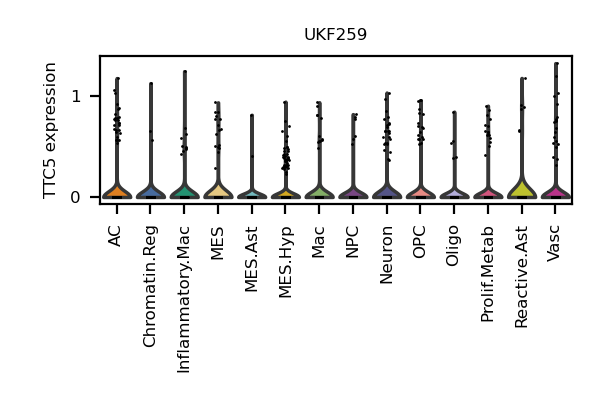 UKF259
TTC5 expression
1
0
AC
Chromatin.Reg
Inflammatory.Mac
MES
MES.Ast
MES.Hyp
Mac
NPC
Neuron
OPC
Oligo
Prolif.Metab
Reactive.Ast
Vasc